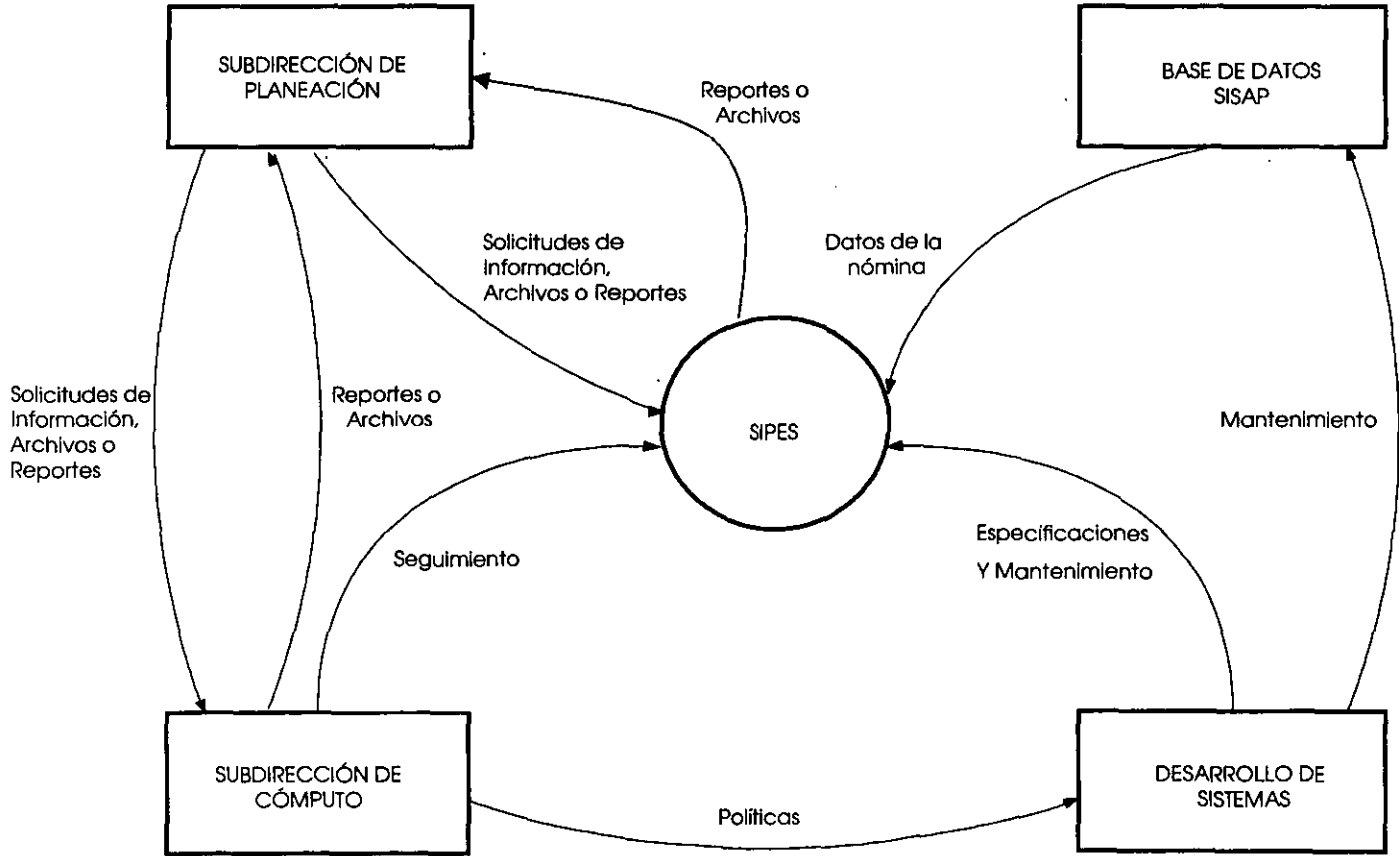 SUBDIRECCIÓN DE
PLANEACIÓN
BASE DE DATOS
SISAP
Reportes o
Archivos
Solicitudes de
Información,
Archivos o Reportes
Datos de la
nómina
Solicitudes de
Información,
Archivos o
Reportes
Reportes o
Archivos
SIPES
Mantenimiento
Seguimiento
Específicaciones
Y Mantenimiento
SUBDIRECCIÓN DE
CÓMPUTO
DESARROLLO DE
SISTEMAS
Políticas